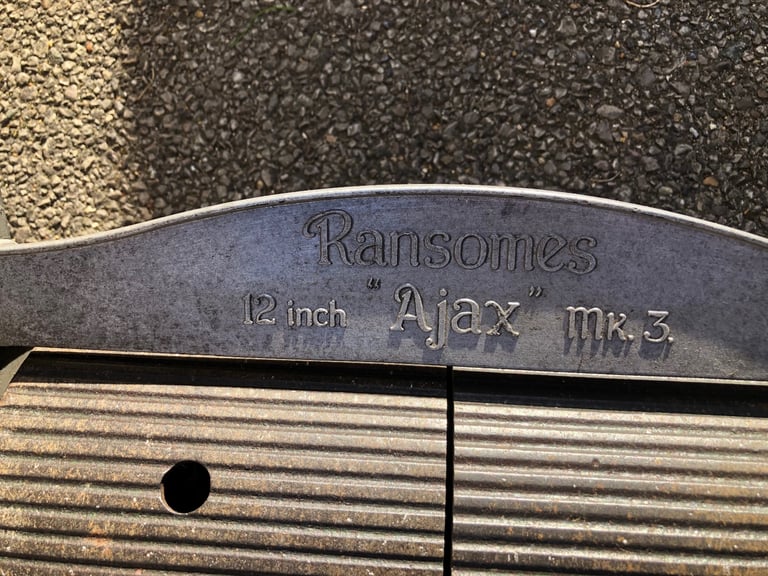 Ransomes
12 inch "Ajax" MK. 3.